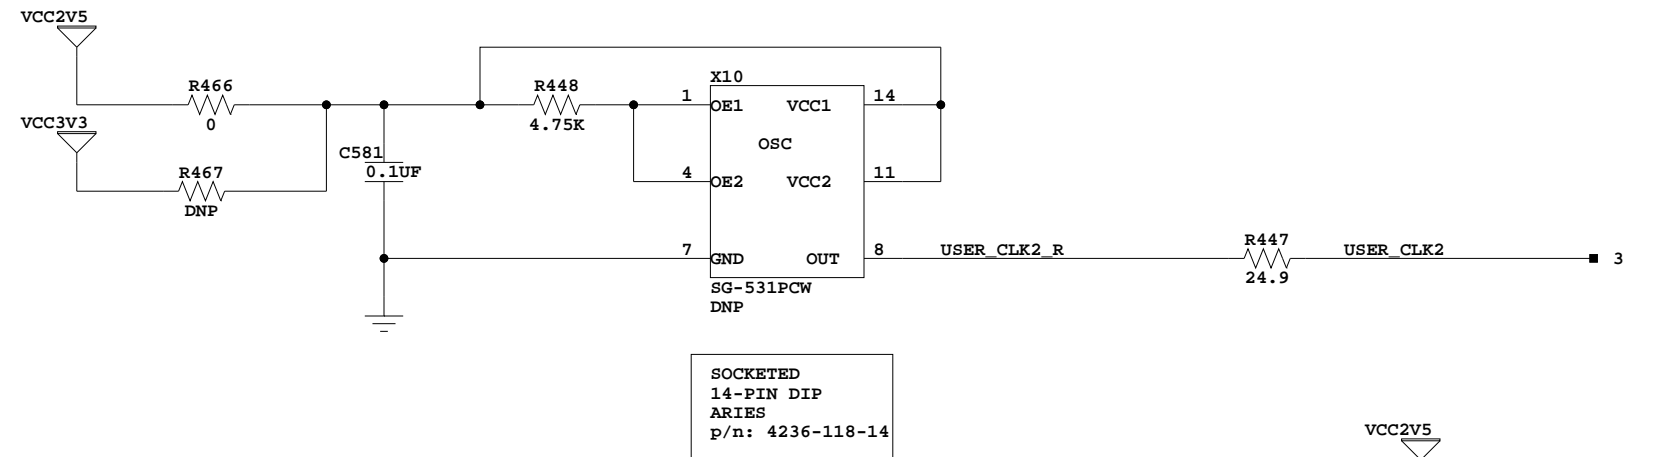 VCC2V5
R466
0
VCC3V3
R467
DNP
C581
0.1UF
R448
4.75K
X10
1
OE1
VCC1
14
OSC
4
OE2
VCC2
11
7
GND
OUT
8
USER_CLK2_R
R447
24.9
USER_CLK2
3
SG-531PCW
DNP
SOCKETED
14-PIN DIP
ARIES
p/n: 4236-118-14
VCC2V5